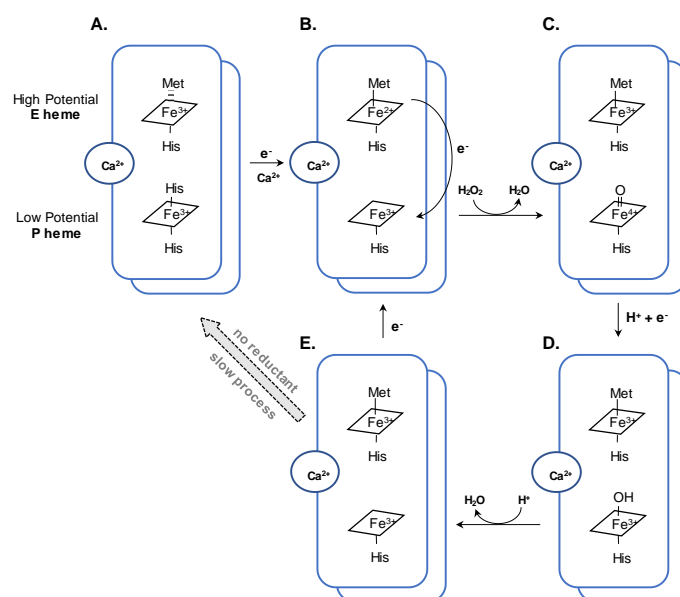 A.
B.
C.
High Potential
E heme
Low Potential
P heme
Met
Fe3+
His
Ca2+
His
Fe3+
His
e-
Ca2+
Met
Fe2+
His
Ca2+
e-
Fe3+
His
H2O2
H2O
Met
Fe3+
His
Ca2+
O
Fe4+
His
H+ + e-
e-
no reductant
slow process
E.
D.
Met
Fe3+
His
Ca2+
Fe3+
His
H2O
H+
Met
Fe3+
His
Ca2+
OH
Fe3+
His